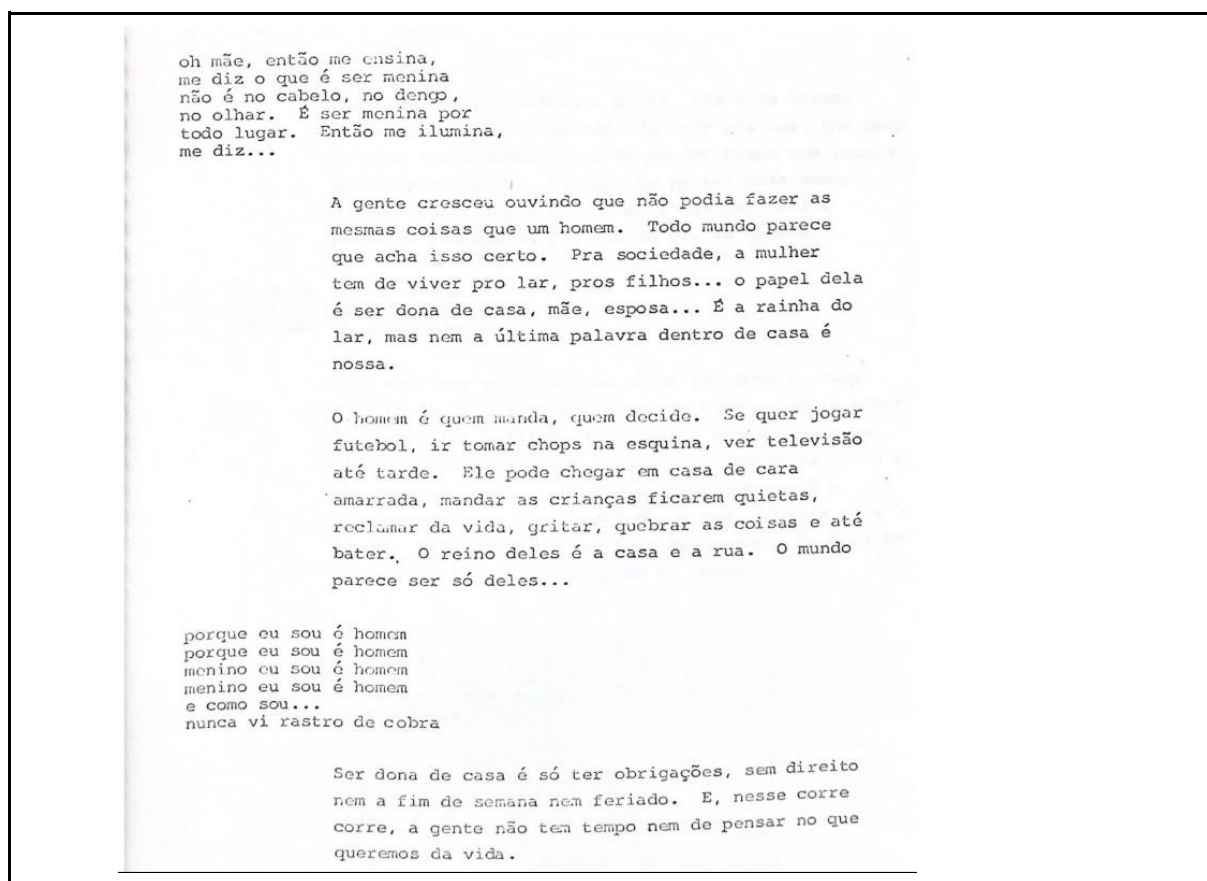 oh mãe, então me ensina,
me diz o que é ser menina
não é no cabelo, no dengo,
no olhar.  É ser menina por
todo lugar.  Então me ilumina,
me diz...
A gente cresceu ouvindo que não podia fazer as
mesmas coisas que um homem.  Todo mundo parece
que acha isso certo.  Pra sociedade, a mulher
tem de viver pro lar, pros filhos... o papel dela
é ser dona de casa, mãe, esposa... É a rainha do
lar, mas nem a última palavra dentro de casa é
nossa.
O homem é quem manda, quem decide.  Se quer jogar
futebol, ir tomar chops na esquina, ver televisão
até tarde.  Ele pode chegar em casa de cara
amarrada, mandar as crianças ficarem quietas,
reclamar da vida, gritar, quebrar as coisas e até
bater.  O reino deles é a casa e a rua.  O mundo
parece ser só deles...
porque eu sou é homem
porque eu sou é homem
menino eu sou é homem
menino eu sou é homem
e como sou...
nunca vi rastro de cobra
Ser dona de casa é só ter obrigações, sem direito
nem a fim de semana nem feriado.  E, nesse corre
corre, a gente não tem tempo nem de pensar no que
queremos da vida.